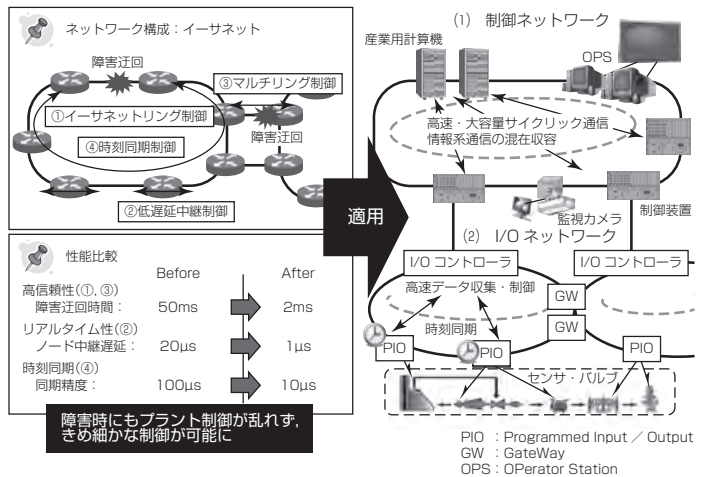 ネットワーク構成：イーサネット
障害迂回
③マルチリング制御
①イーサネットリング制御
障害迂回
④時刻同期制御
②低遅延中継制御
性能比較
Before
After
高信頼性(①，③)
障害迂回時間：
50ms
2ms
リアルタイム性(②)
ノード中継遅延：
20μs
1μs
時刻同期(④)
同期精度：
100μs
10μs
障害時にもプラント制御が乱れず，
きめ細かな制御が可能に
適用
(1) 制御ネットワーク
産業用計算機
OPS
高速・大容量サイクリック通信
情報系通信の混在収容
制御装置
監視カメラ
(2) I/O ネットワーク
I/O コントローラ
I/O コントローラ
高速データ収集・制御
GW
時刻同期
GW
PIO
PIO
PIO
センサ・バルブ
PIO ：Programmed Input ／ Output
GW ：GateWay
OPS：OPerator Station